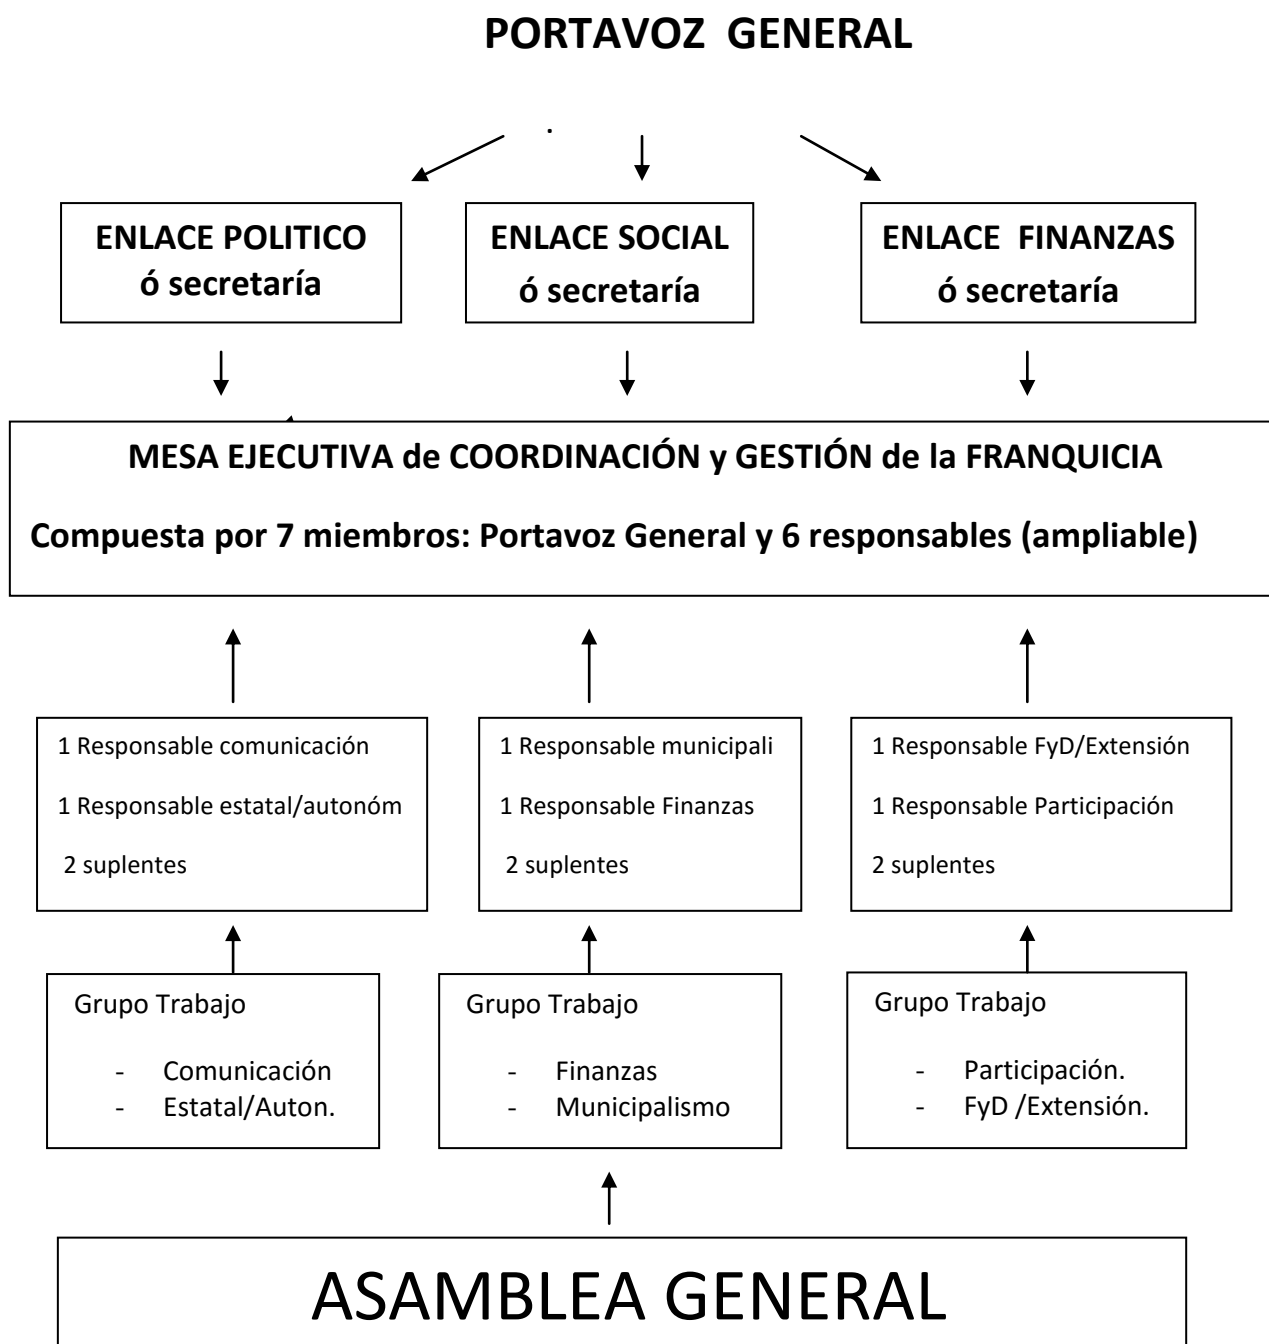 PORTAVOZ GENERAL
ENLACE POLITICO
ó secretaría
ENLACE SOCIAL
ó secretaría
ENLACE FINANZAS
ó secretaría
MESA EJECUTIVA de COORDINACIÓN y GESTIÓN de la FRANQUICIA
Compuesta por 7 miembros: Portavoz General y 6 responsables (ampliable)
1 Responsable comunicación
1 Responsable estatal/autonóm
2 suplentes
1 Responsable municipali
1 Responsable Finanzas
2 suplentes
1 Responsable FyD/Extensión
1 Responsable Participación
2 suplentes
Grupo Trabajo
- Comunicación
- Estatal/Auton.
Grupo Trabajo
- Finanzas
- Municipalismo
Grupo Trabajo
- Participación.
- FyD /Extensión.
ASAMBLEA GENERAL